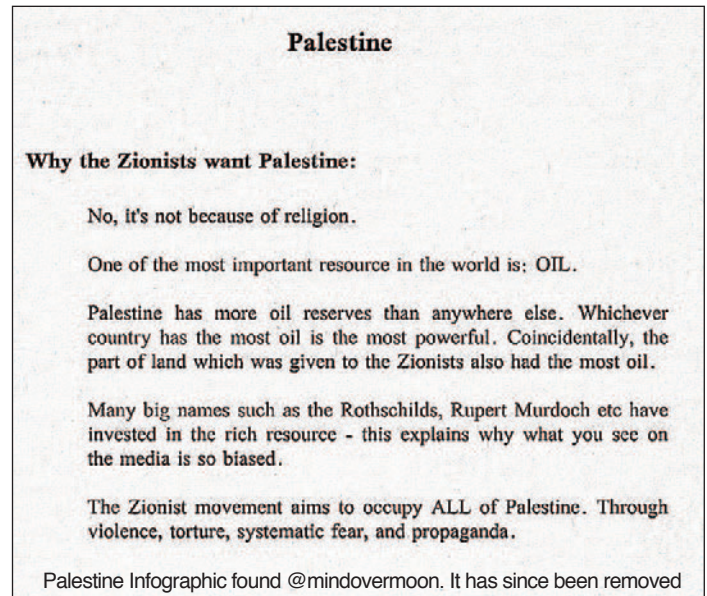 Palestine
Why the Zionists want Palestine:
No, it's not because of religion.
One of the most important resource in the world is: OIL.
Palestine has more oil reserves than anywhere else. Whichever
country has the most oil is the most powerful. Coincidentally, the
part of land which was given to the Zionists also had the most oil.
Many big names such as the Rothschilds, Rupert Murdoch etc have
invested in the rich resource - this explains why what you see on
the media is so biased.
The Zionist movement aims to occupy ALL of Palestine. Through
violence, torture, systematic fear, and propaganda.
Palestine Infographic found @mindovermoon. It has since been removed